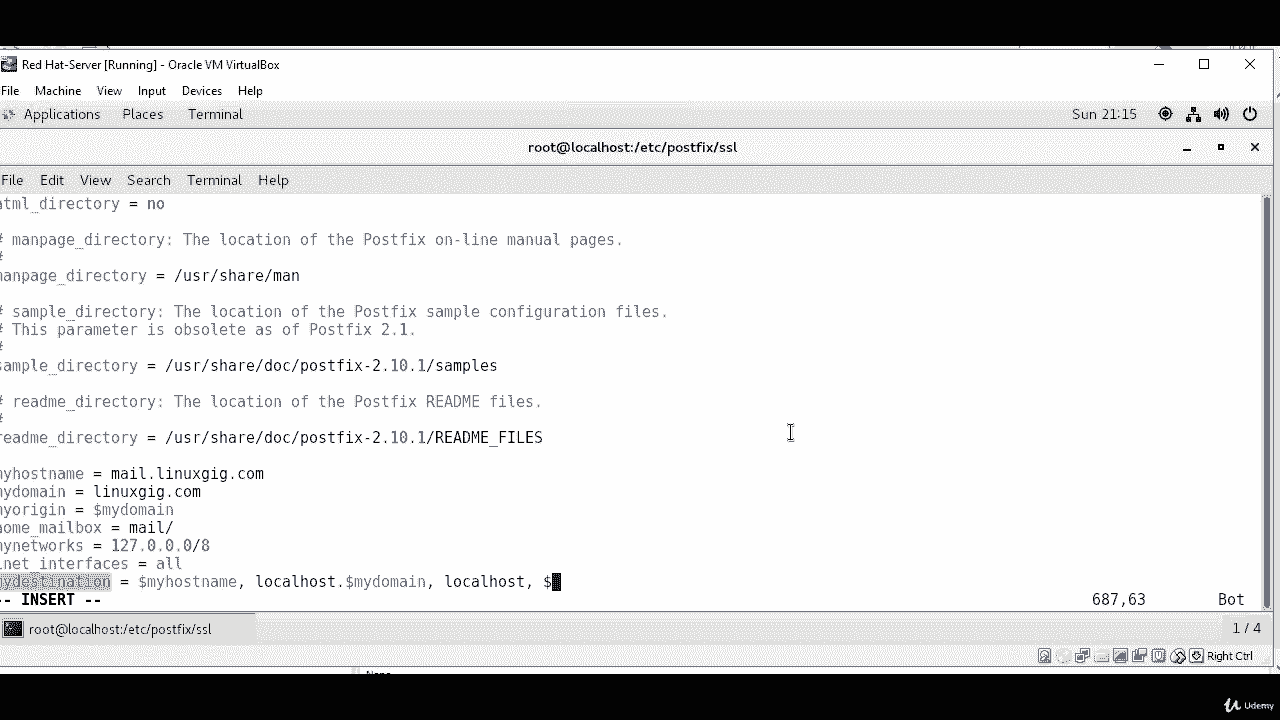 Red Hat-Server [Running] - Oracle VM VirtualBox
File Machine View Input Devices Help
Applications Places Terminal Sun 21:15
root@localhost:/etc/postfix/ssl
File Edit View Search Terminal Help
html_directory = no
# manpage_directory: The location of the Postfix on-line manual pages.
#
manpage_directory = /usr/share/man
# sample_directory: The location of the Postfix sample configuration files.
# This parameter is obsolete as of Postfix 2.1.
#
sample_directory = /usr/share/doc/postfix-2.10.1/samples
# readme_directory: The location of the Postfix README files.
#
readme_directory = /usr/share/doc/postfix-2.10.1/README_FILES
myhostname = mail.linuxgig.com
mydomain = linuxgig.com
myorigin = $mydomain
home_mailbox = mail/
mynetworks = 127.0.0.0/8
inet_interfaces = all
mydestination = $myhostname, localhost.$mydomain, localhost, $
-- INSERT -- 687,63 Bot
root@localhost:/etc/postfix/ssl 1 / 4
Right Ctrl
Udemy